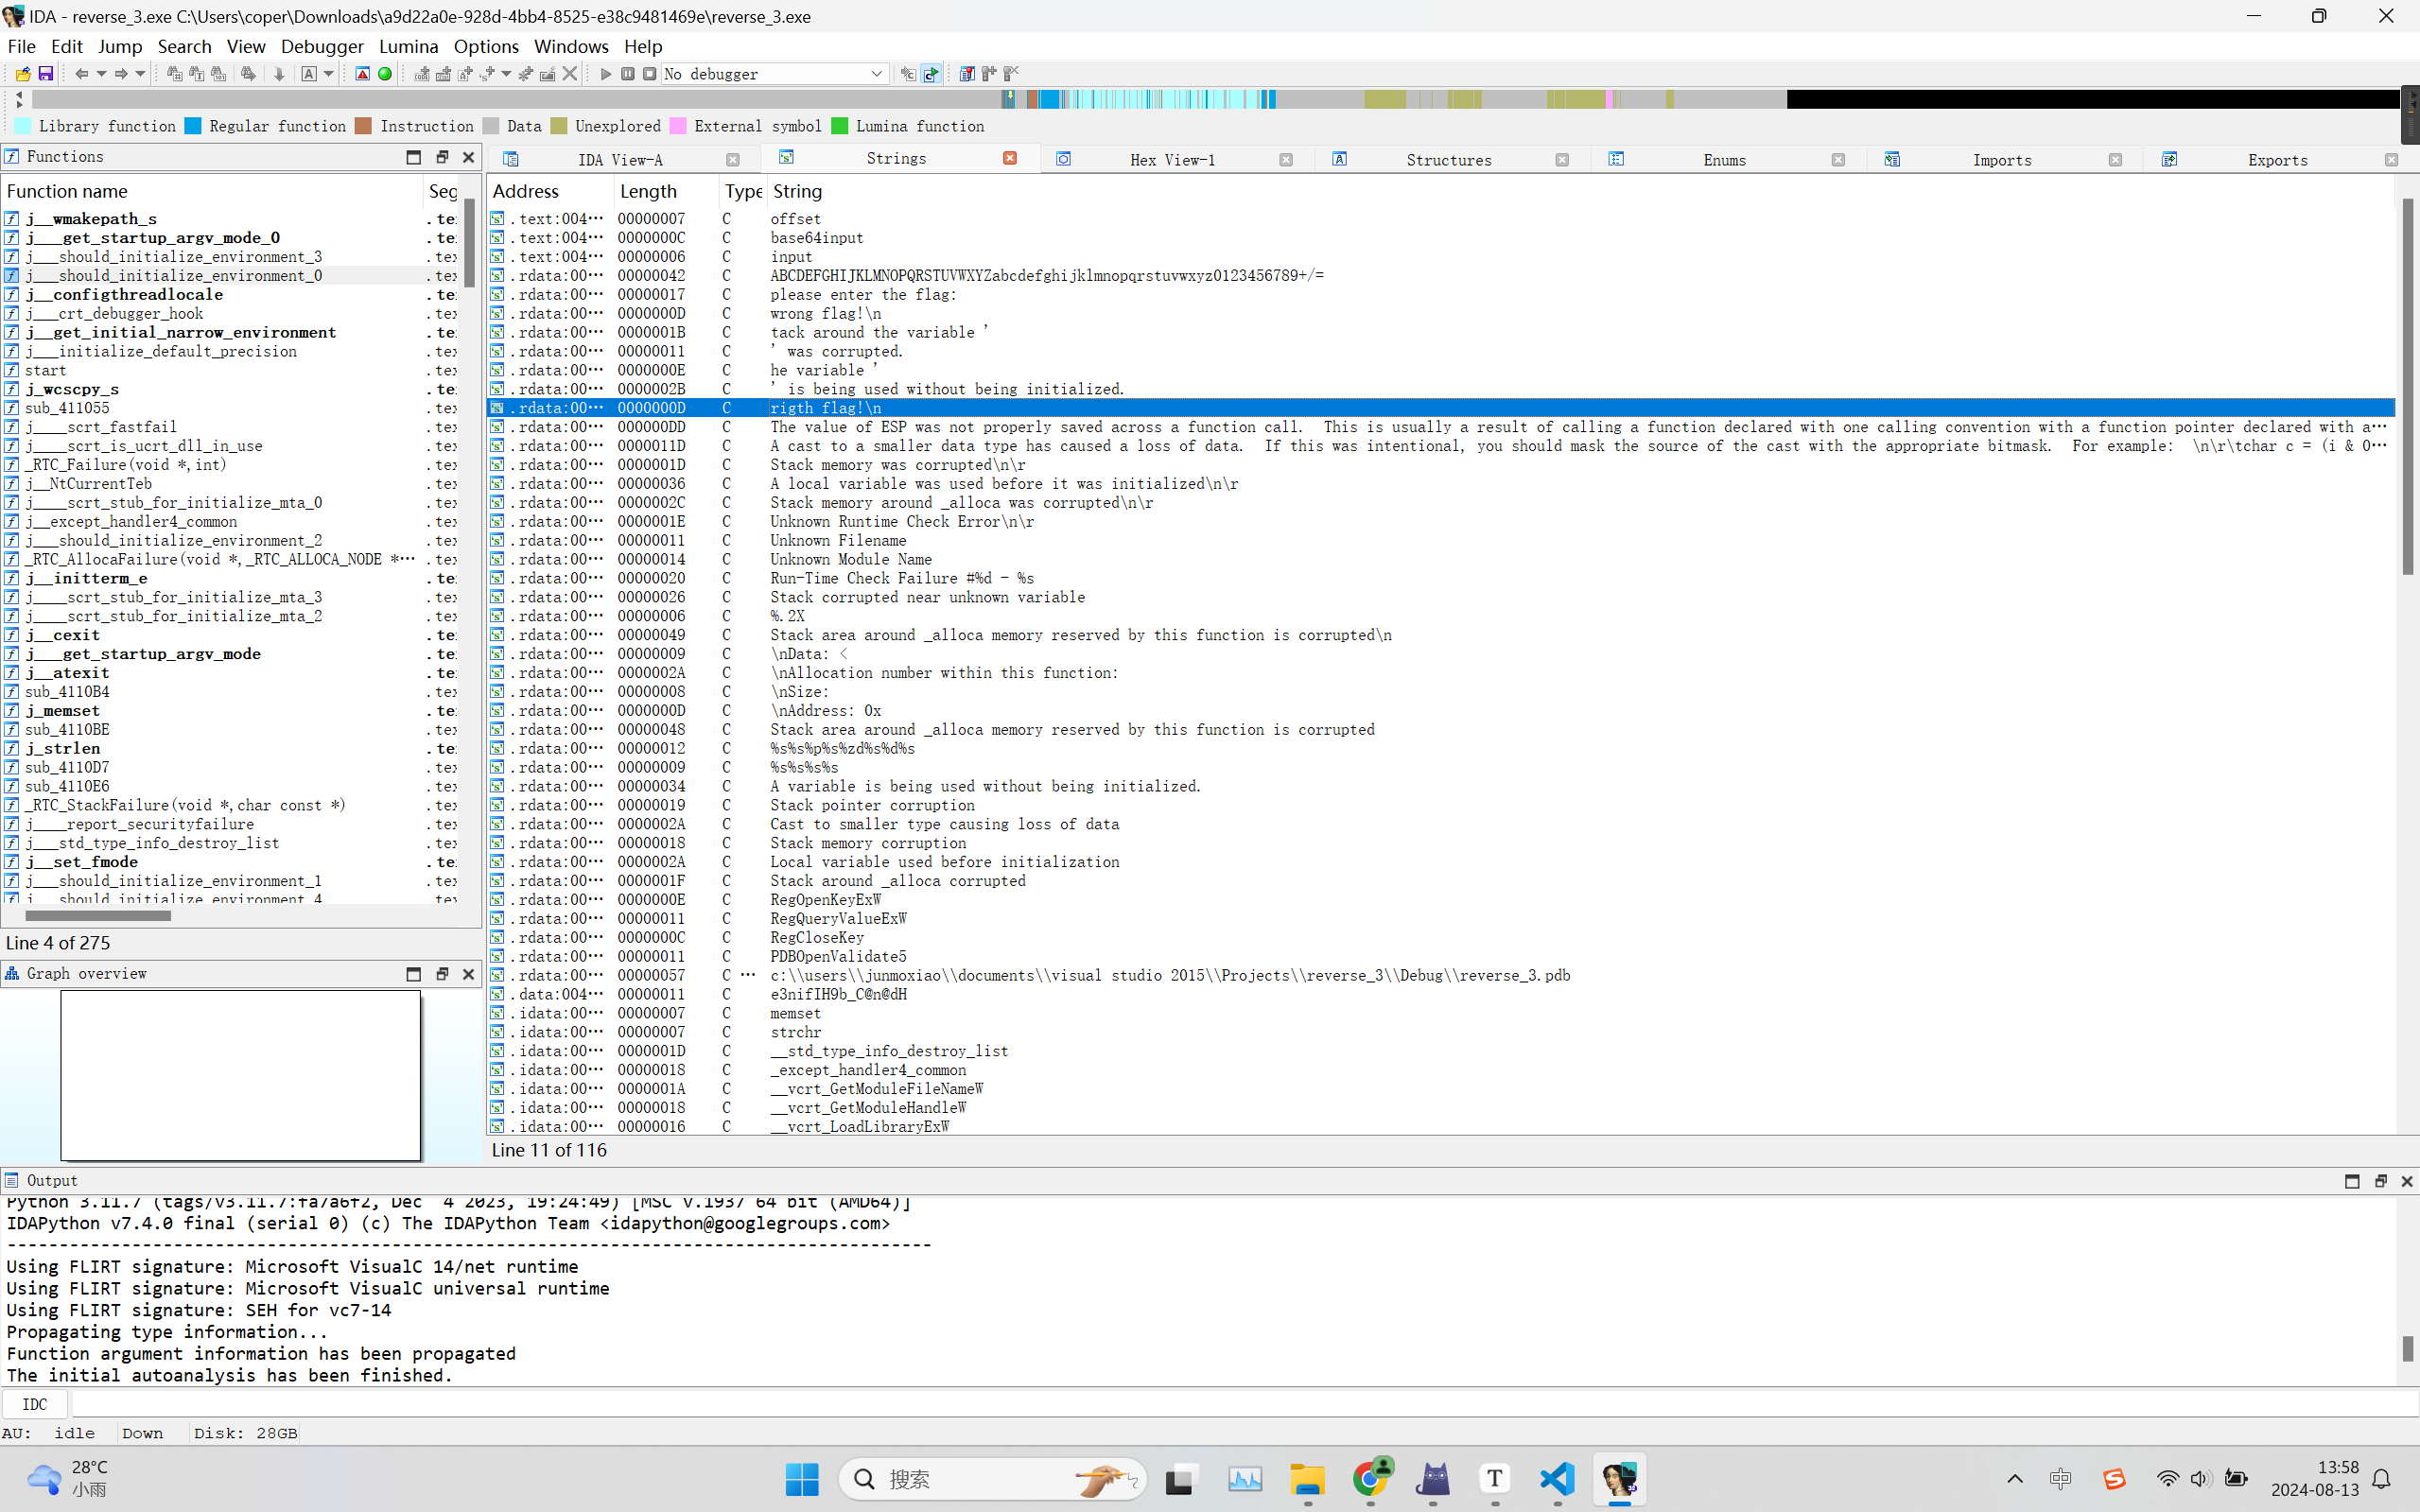 IDA - reverse_3.exe C:\Users\coper\Downloads\a9d22a0e-928d-4bb4-8525-e38c9481469e\reverse_3.exe
File Edit Jump Search View Debugger Lumina Options Windows Help
No debugger
Library function Regular function Instruction Data Unexplored External symbol Lumina function
Functions
IDA View-A Strings Hex View-1 Structures Enums Imports Exports
Function name Seg
j__wmakepath_s .te
j___get_startup_argv_mode_0 .te
j___should_initialize_environment_3 .tex
j___should_initialize_environment_0 .tex
j__configthreadlocale .te
j___crt_debugger_hook .tex
j__get_initial_narrow_environment .te
j___initialize_default_precision .tex
start .tex
j_wcscpy_s .te
sub_411055 .tex
j____scrt_fastfail .tex
j____scrt_is_ucrt_dll_in_use .tex
_RTC_Failure(void *,int) .tex
j__NtCurrentTeb .tex
j____scrt_stub_for_initialize_mta_0 .tex
j__except_handler4_common .tex
j___should_initialize_environment_2 .tex
_RTC_AllocaFailure(void *,_RTC_ALLOCA_NODE *… .tex
j__initterm_e .te
j____scrt_stub_for_initialize_mta_3 .tex
j____scrt_stub_for_initialize_mta_2 .tex
j__cexit .te
j___get_startup_argv_mode .te
j__atexit .te
sub_4110B4 .tex
j_memset .te
sub_4110BE .tex
j_strlen .te
sub_4110D7 .tex
sub_4110E6 .tex
_RTC_StackFailure(void *,char const *) .tex
j____report_securityfailure .tex
j___std_type_info_destroy_list .tex
j__set_fmode .te
j___should_initialize_environment_1 .tex
j___should_initialize_environment_4 .tex
Line 4 of 275
Graph overview
Address Length Type String
.text:004… 00000007 C offset
.text:004… 0000000C C base64input
.text:004… 00000006 C input
.rdata:00… 00000042 C ABCDEFGHIJKLMNOPQRSTUVWXYZabcdefghijklmnopqrstuvwxyz0123456789+/=
.rdata:00… 00000017 C please enter the flag:
.rdata:00… 0000000D C wrong flag!\n
.rdata:00… 0000001B C tack around the variable '
.rdata:00… 00000011 C ' was corrupted.
.rdata:00… 0000000E C he variable '
.rdata:00… 0000002B C ' is being used without being initialized.
.rdata:00… 0000000D C rigth flag!\n
.rdata:00… 000000DD C The value of ESP was not properly saved across a function call. This is usually a result of calling a function declared with one calling convention with a function pointer declared with a…
.rdata:00… 0000011D C A cast to a smaller data type has caused a loss of data. If this was intentional, you should mask the source of the cast with the appropriate bitmask. For example: \n\r\tchar c = (i & 0…
.rdata:00… 0000001D C Stack memory was corrupted\n\r
.rdata:00… 00000036 C A local variable was used before it was initialized\n\r
.rdata:00… 0000002C C Stack memory around _alloca was corrupted\n\r
.rdata:00… 0000001E C Unknown Runtime Check Error\n\r
.rdata:00… 00000011 C Unknown Filename
.rdata:00… 00000014 C Unknown Module Name
.rdata:00… 00000020 C Run-Time Check Failure #%d - %s
.rdata:00… 00000026 C Stack corrupted near unknown variable
.rdata:00… 00000006 C %.2X
.rdata:00… 00000049 C Stack area around _alloca memory reserved by this function is corrupted\n
.rdata:00… 00000009 C \nData: <
.rdata:00… 0000002A C \nAllocation number within this function:
.rdata:00… 00000008 C \nSize:
.rdata:00… 0000000D C \nAddress: 0x
.rdata:00… 00000048 C Stack area around _alloca memory reserved by this function is corrupted
.rdata:00… 00000012 C %s%s%p%s%zd%s%d%s
.rdata:00… 00000009 C %s%s%s%s
.rdata:00… 00000034 C A variable is being used without being initialized.
.rdata:00… 00000019 C Stack pointer corruption
.rdata:00… 0000002A C Cast to smaller type causing loss of data
.rdata:00… 00000018 C Stack memory corruption
.rdata:00… 0000002A C Local variable used before initialization
.rdata:00… 0000001F C Stack around _alloca corrupted
.rdata:00… 0000000E C RegOpenKeyExW
.rdata:00… 00000011 C RegQueryValueExW
.rdata:00… 0000000C C RegCloseKey
.rdata:00… 00000011 C PDBOpenValidate5
.rdata:00… 00000057 C … c:\\users\\junmoxiao\\documents\\visual studio 2015\\Projects\\reverse_3\\Debug\\reverse_3.pdb
.data:004… 00000011 C e3nifIH9b_C@n@dH
.idata:00… 00000007 C memset
.idata:00… 00000007 C strchr
.idata:00… 0000001D C __std_type_info_destroy_list
.idata:00… 00000018 C _except_handler4_common
.idata:00… 0000001A C __vcrt_GetModuleFileNameW
.idata:00… 00000018 C __vcrt_GetModuleHandleW
.idata:00… 00000016 C __vcrt_LoadLibraryExW
Line 11 of 116
Output
Python 3.11.7 (tags/v3.11.7:fa7a6f2, Dec  4 2023, 19:24:49) [MSC v.1937 64 bit (AMD64)]
IDAPython v7.4.0 final (serial 0) (c) The IDAPython Team <idapython@googlegroups.com>
-----------------------------------------------------------------------------------------
Using FLIRT signature: Microsoft VisualC 14/net runtime
Using FLIRT signature: Microsoft VisualC universal runtime
Using FLIRT signature: SEH for vc7-14
Propagating type information...
Function argument information has been propagated
The initial autoanalysis has been finished.
IDC
AU: idle Down Disk: 28GB
28°C
小雨
搜索
中
13:58
2024-08-13